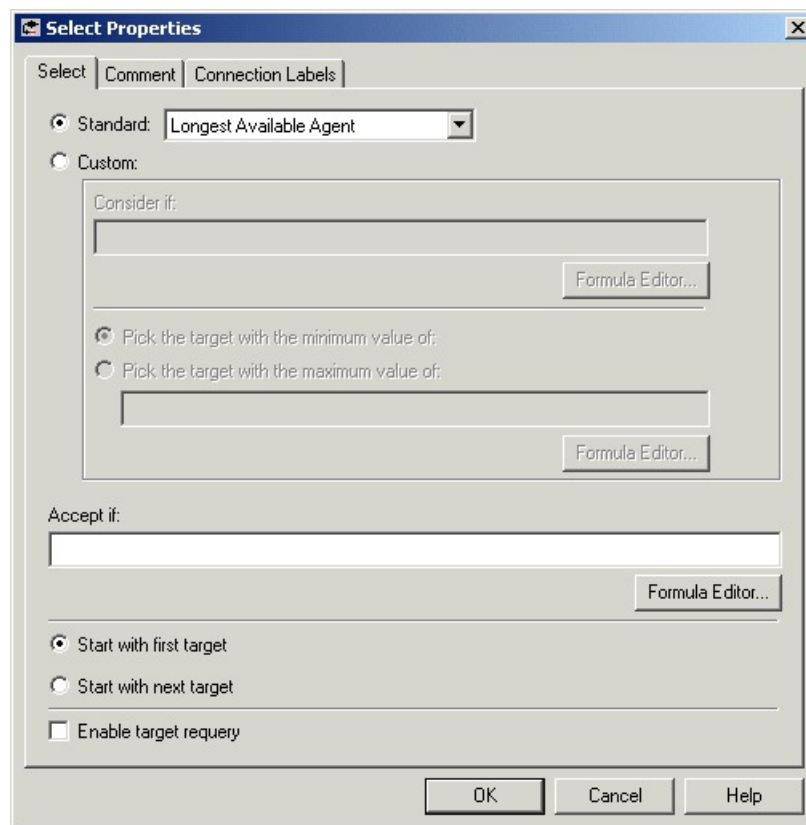 Select Properties
Select Comment Connection Labels
Standard: Longest Available Agent
Custom:
Consider if:
Formula Editor...
Pick the target with the minimum value of:
Pick the target with the maximum value of:
Formula Editor...
Accept if:
Formula Editor...
Start with first target
Start with next target
Enable target requery
OK Cancel Help